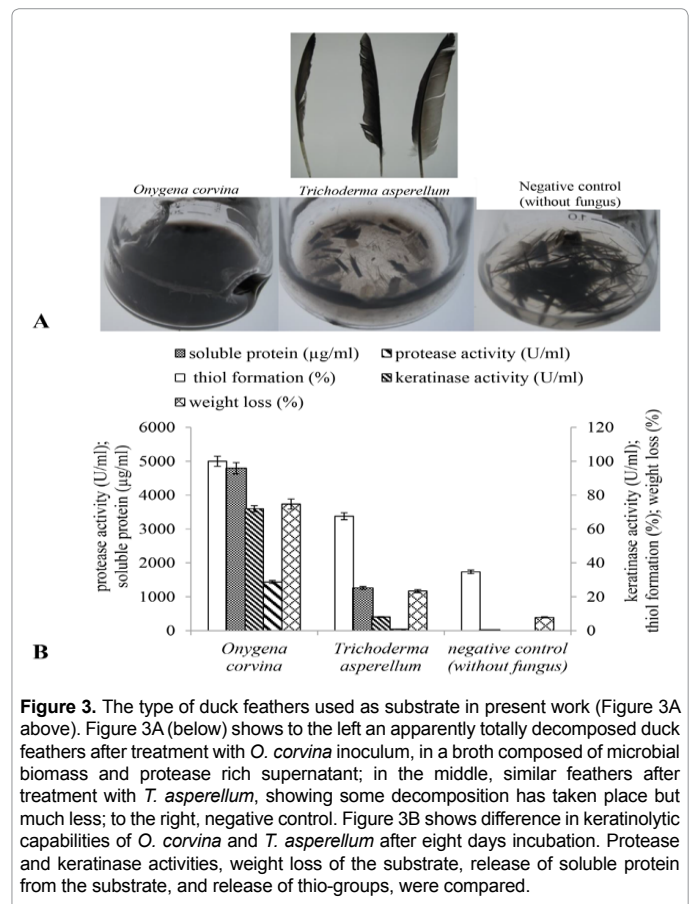 Onygena corvina
Trichoderma asperellum
Negative control
(without fungus)
A
soluble protein (µg/ml)
protease activity (U/ml)
thiol formation (%)
keratinase activity (U/ml)
weight loss (%)
protease activity (U/ml);
soluble protein (µg/ml)
6000
5000
4000
3000
2000
1000
0
120
100
80
60
40
20
0
keratinase activity (U/ml);
thiol formation (%); weight loss (%)
Onygena
corvina
Trichoderma
asperellum
negative control
(without fungus)
B
Figure 3. The type of duck feathers used as substrate in present work (Figure 3A
above). Figure 3A (below) shows to the left an apparently totally decomposed duck
feathers after treatment with O. corvina inoculum, in a broth composed of microbial
biomass and protease rich supernatant; in the middle, similar feathers after
treatment with T. asperellum, showing some decomposition has taken place but
much less; to the right, negative control. Figure 3B shows difference in keratinolytic
capabilities of O. corvina and T. asperellum after eight days incubation. Protease
and keratinase activities, weight loss of the substrate, release of soluble protein
from the substrate, and release of thio-groups, were compared.